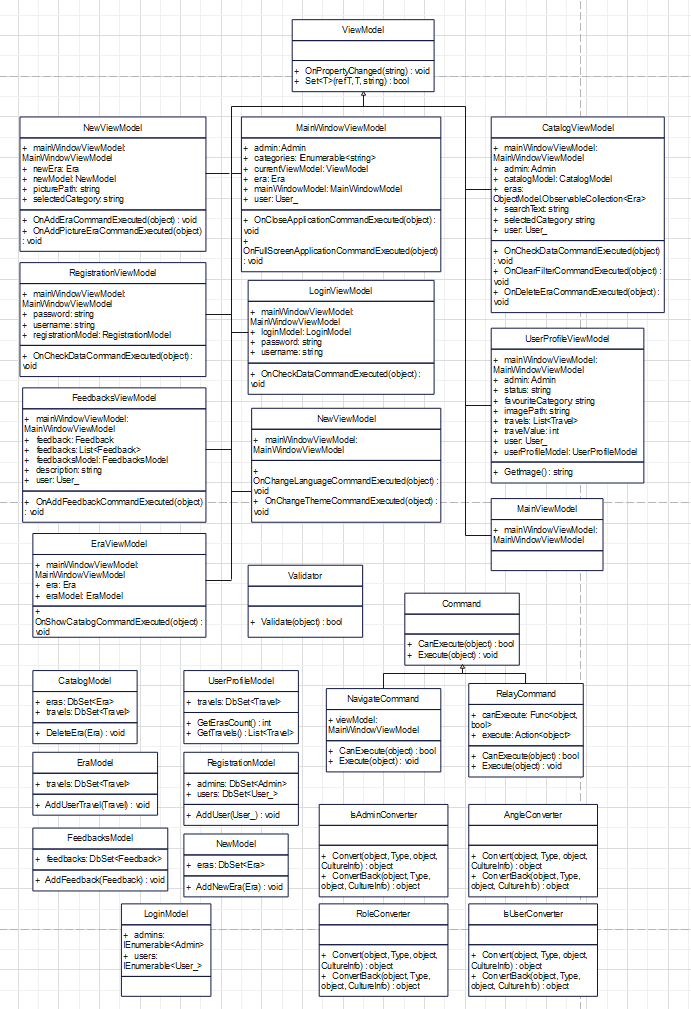 ViewModel
+ OnPropertyChanged(string) : void
+ Set<T>(refT, T, string) : bool
NewViewModel
+ mainWindowViewModel:
MainWindowViewModel
+ newEra: Era
+ newModel: NewModel
+ picturePath: string
+ selectedCategory: string
+ OnAddEraCommandExecuted(object) : void
+ OnAddPictureEraCommandExecuted(object)
: void
MainWindowViewModel
+ admin:Admin
+ categories: IEnumerable<string>
+ currentViewModel: ViewModel
+ era: Era
+ mainWindowModel: MainWindowModel
+ user: User_
+ OnCloseApplicationCommandExecuted(object)
: void
+
OnFullScreenApplicationCommandExecuted(object)
: void
CatalogViewModel
+ mainWindowViewModel:
MainWindowViewModel
+ admin: Admin
+ catalogModel: CatalogModel
+ eras:
ObjectModel.ObservableCollection<Era>
+ searchText: string
+ selectedCategory: string
+ user: User_
+ OnCheckDataCommandExecuted(object)
: void
+ OnClearFilterCommandExecuted(object)
: void
+ OnDeleteEraCommandExecuted(object) :
void
RegistrationViewModel
+ mainWindowViewModel:
MainWindowViewModel
+ password: string
+ username: string
+ registrationModel: RegistrationModel
+ OnCheckDataCommandExecuted(object) :
void
LoginViewModel
+ mainWindowViewModel:
MainWindowViewModel
+ loginModel: LoginModel
+ password: string
+ username: string
+ OnCheckDataCommandExecuted(object) :
void
UserProfileViewModel
+ mainWindowViewModel:
MainWindowViewModel
+ admin: Admin
+ status: string
+ favouriteCategory: string
+ imagePath: string
+ travels: List<Travel>
+ travelValue: int
+ user: User_
+ userProfileModel: UserProfileModel
+ GetImage() : string
FeedbacksViewModel
+ mainWindowViewModel:
MainWindowViewModel
+ feedback: Feedback
+ feedbacks: List<Feedback>
+ feedbacksModel: FeedbacksModel
+ description: string
+ user: User_
+ OnAddFeedbackCommandExecuted(object)
: void
NewViewModel
+ mainWindowViewModel:
MainWindowViewModel
+
OnChangeLanguageCommandExecuted(object) :
void
+ OnChangeThemeCommandExecuted(object) :
void
MainViewModel
+ mainWindowViewModel:
MainWindowViewModel
EraViewModel
+ mainWindowViewModel:
MainWindowViewModel
+ era: Era
+ eraModel: EraModel
+
OnShowCatalogCommandExecuted(object) :
void
Validator
+ Validate(object) : bool
Command
+ CanExecute(object) : bool
+ Execute(object) : void
CatalogModel
+ eras: DbSet<Era>
+ travels: DbSet<Travel>
+ DeleteEra(Era) : void
UserProfileModel
+ travels: DbSet<Travel>
+ GetErasCount() : int
+ GetTravels() : List<Travel>
NavigateCommand
+ viewModel:
MainWindowViewModel
+ CanExecute(object) : bool
+ Execute(object) : void
RelayCommand
+ canExecute: Func<object,
bool>
+ execute: Action<object>
+ CanExecute(object) : bool
+ Execute(object) : void
EraModel
+ travels: DbSet<Travel>
+ AddUserTravel(Travel) : void
RegistrationModel
+ admins: DbSet<Admin>
+ users: DbSet<User_>
+ AddUser(User_) : void
IsAdminConverter
+ Convert(object, Type, object,
CultureInfo) : object
+ ConvertBack(object, Type,
object, CultureInfo) : object
AngleConverter
+ Convert(object, Type, object,
CultureInfo) : object
+ ConvertBack(object, Type,
object, CultureInfo) : object
FeedbacksModel
+ feedbacks: DbSet<Feedback>
+ AddFeedback(Feedback) : void
NewModel
+ eras: DbSet<Era>
+ AddNewEra(Era) : void
LoginModel
+ admins:
IEnumerable<Admin>
+ users:
IEnumerable<User_>
RoleConverter
+ Convert(object, Type, object,
CultureInfo) : object
+ ConvertBack(object, Type,
object, CultureInfo) : object
IsUserConverter
+ Convert(object, Type, object,
CultureInfo) : object
+ ConvertBack(object, Type,
object, CultureInfo) : object